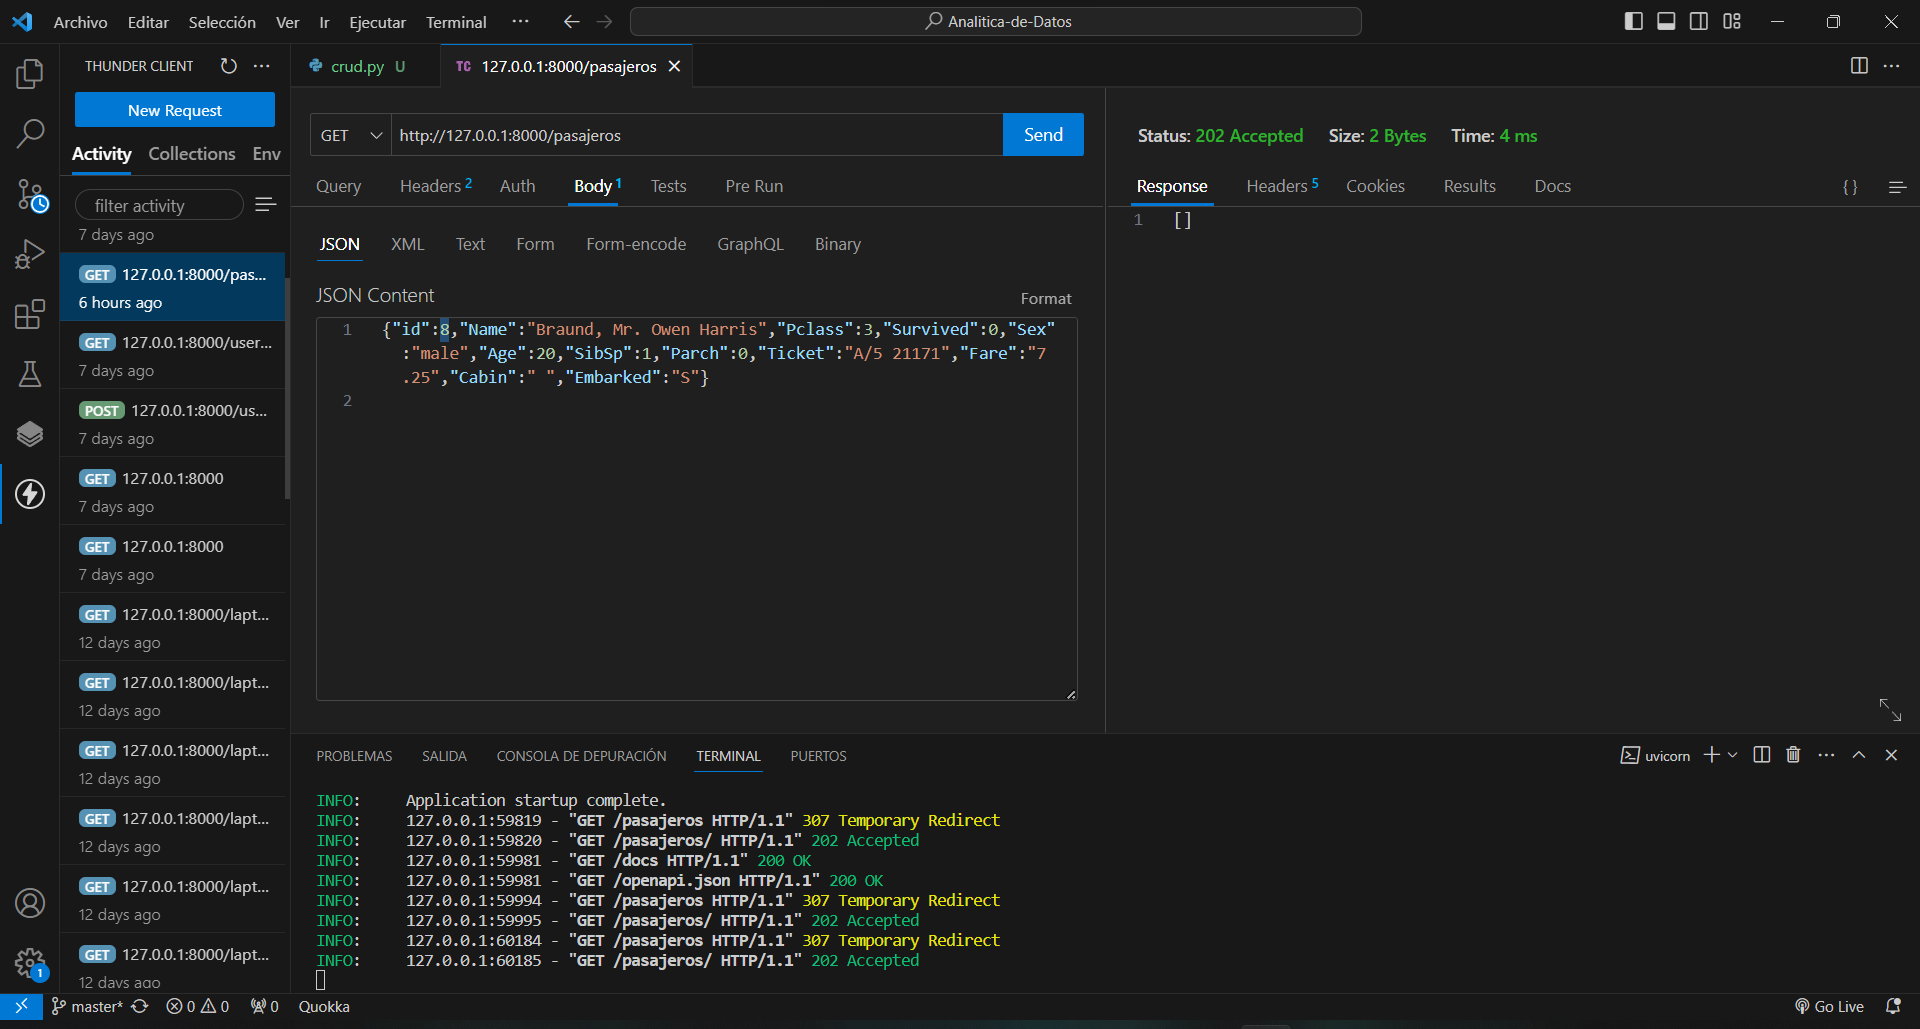 Archivo Editar Selección Ver Ir Ejecutar Terminal ··· Analitica-de-Datos
THUNDER CLIENT ···
New Request
Activity Collections Env
filter activity
7 days ago
GET 127.0.0.1:8000/pas...
6 hours ago
GET 127.0.0.1:8000/user...
7 days ago
POST 127.0.0.1:8000/us...
7 days ago
GET 127.0.0.1:8000
7 days ago
GET 127.0.0.1:8000
7 days ago
GET 127.0.0.1:8000/lapt...
12 days ago
GET 127.0.0.1:8000/lapt...
12 days ago
GET 127.0.0.1:8000/lapt...
12 days ago
GET 127.0.0.1:8000/lapt...
12 days ago
GET 127.0.0.1:8000/lapt...
12 days ago
GET 127.0.0.1:8000/lapt...
12 days ago
crud.py U
TC 127.0.0.1:8000/pasajeros
GET http://127.0.0.1:8000/pasajeros Send
Query Headers 2 Auth Body 1 Tests Pre Run
JSON XML Text Form Form-encode GraphQL Binary
JSON Content
Format
1 {"id":8,"Name":"Braund, Mr. Owen Harris","Pclass":3,"Survived":0,"Sex"
:"male","Age":20,"SibSp":1,"Parch":0,"Ticket":"A/5 21171","Fare":"7
.25","Cabin":" ","Embarked":"S"}
2
Status: 202 Accepted Size: 2 Bytes Time: 4 ms
Response Headers 5 Cookies Results Docs {}
1 []
PROBLEMAS SALIDA CONSOLA DE DEPURACIÓN TERMINAL PUERTOS
uvicorn
INFO: Application startup complete.
INFO: 127.0.0.1:59819 - "GET /pasajeros HTTP/1.1" 307 Temporary Redirect
INFO: 127.0.0.1:59820 - "GET /pasajeros/ HTTP/1.1" 202 Accepted
INFO: 127.0.0.1:59981 - "GET /docs HTTP/1.1" 200 OK
INFO: 127.0.0.1:59981 - "GET /openapi.json HTTP/1.1" 200 OK
INFO: 127.0.0.1:59994 - "GET /pasajeros HTTP/1.1" 307 Temporary Redirect
INFO: 127.0.0.1:59995 - "GET /pasajeros/ HTTP/1.1" 202 Accepted
INFO: 127.0.0.1:60184 - "GET /pasajeros HTTP/1.1" 307 Temporary Redirect
INFO: 127.0.0.1:60185 - "GET /pasajeros/ HTTP/1.1" 202 Accepted
1
master* 0 0 0 Quokka Go Live